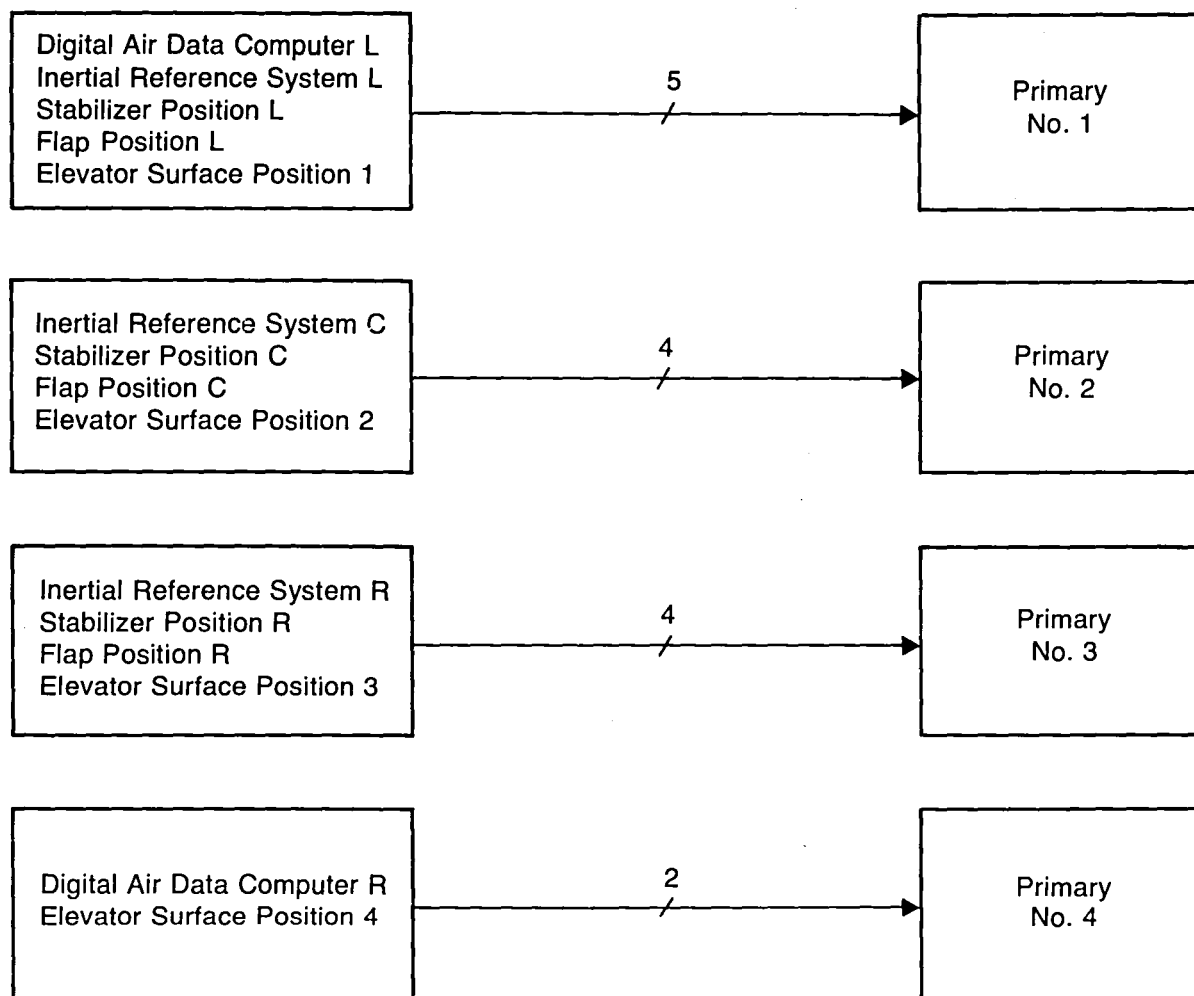 Digital Air Data Computer L
Inertial Reference System L
Stabilizer Position L
Flap Position L
Elevator Surface Position 1
5
Primary
No. 1
Inertial Reference System C
Stabilizer Position C
Flap Position C
Elevator Surface Position 2
4
Primary
No. 2
Inertial Reference System R
Stabilizer Position R
Flap Position R
Elevator Surface Position 3
4
Primary
No. 3
Digital Air Data Computer R
Elevator Surface Position 4
2
Primary
No. 4